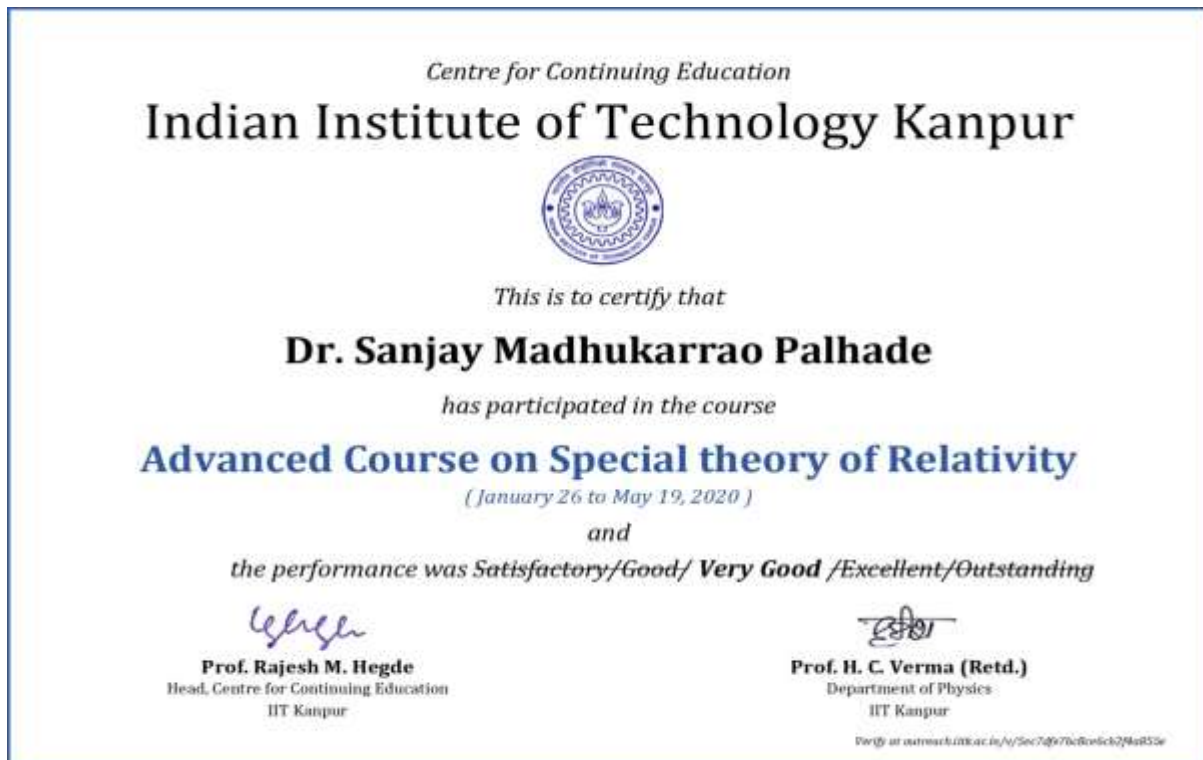 Centre for Continuing Education
Indian Institute of Technology Kanpur
This is to certify that
Dr. Sanjay Madhukarrao Palhade
has participated in the course
Advanced Course on Special theory of Relativity
( January 26 to May 19, 2020 )
and
the performance was Satisfactory/Good/ Very Good /Excellent/Outstanding
Prof. Rajesh M. Hegde
Head, Centre for Continuing Education
IIT Kanpur
Prof. H. C. Verma (Retd.)
Department of Physics
IIT Kanpur
Verify at